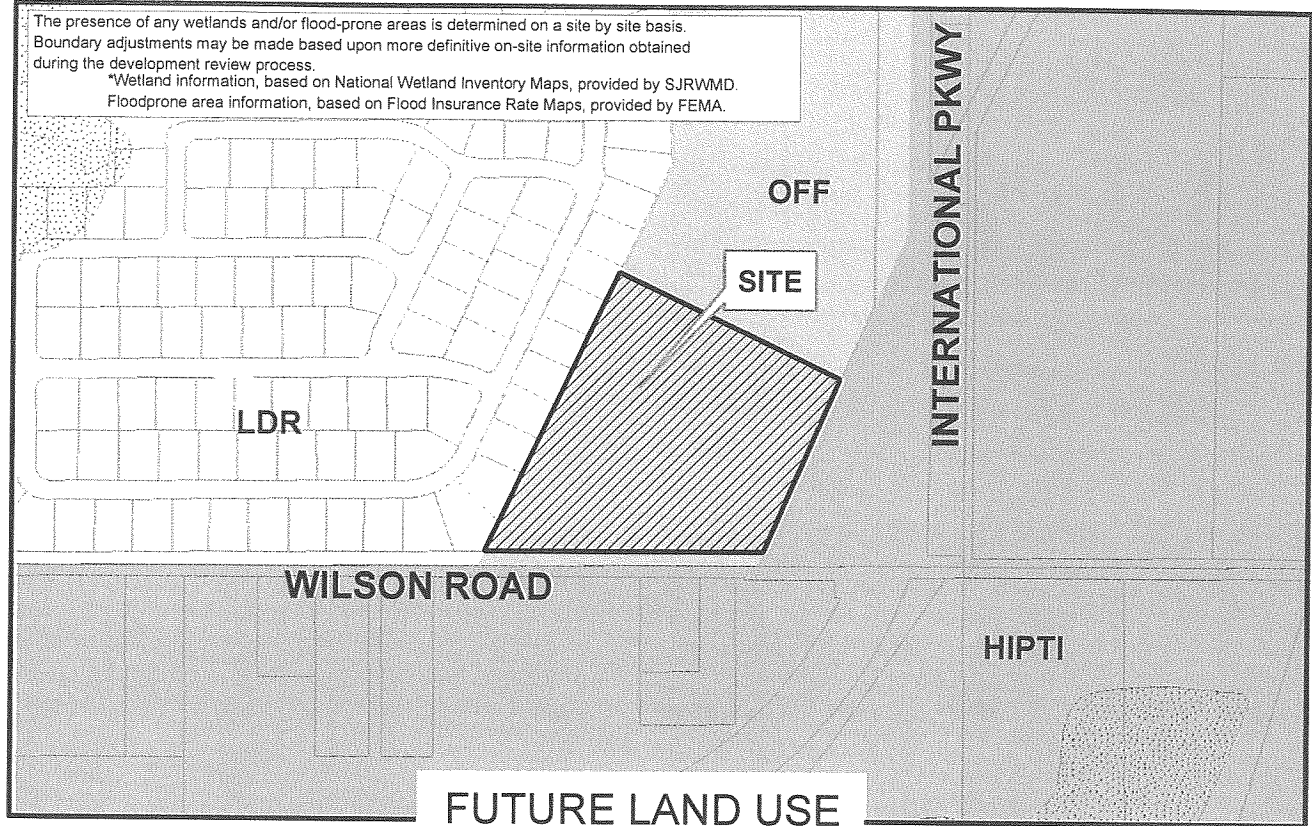 The presence of any wetlands and/or flood-prone areas is determined on a site by site basis.
Boundary adjustments may be made based upon more definitive on-site information obtained
during the development review process.
*Wetland information, based on National Wetland Inventory Maps, provided by SJRWMD.
Floodprone area information, based on Flood Insurance Rate Maps, provided by FEMA.
OFF
INTERNATIONAL PKWY
SITE
LDR
WILSON ROAD
HIPTI
FUTURE LAND USE